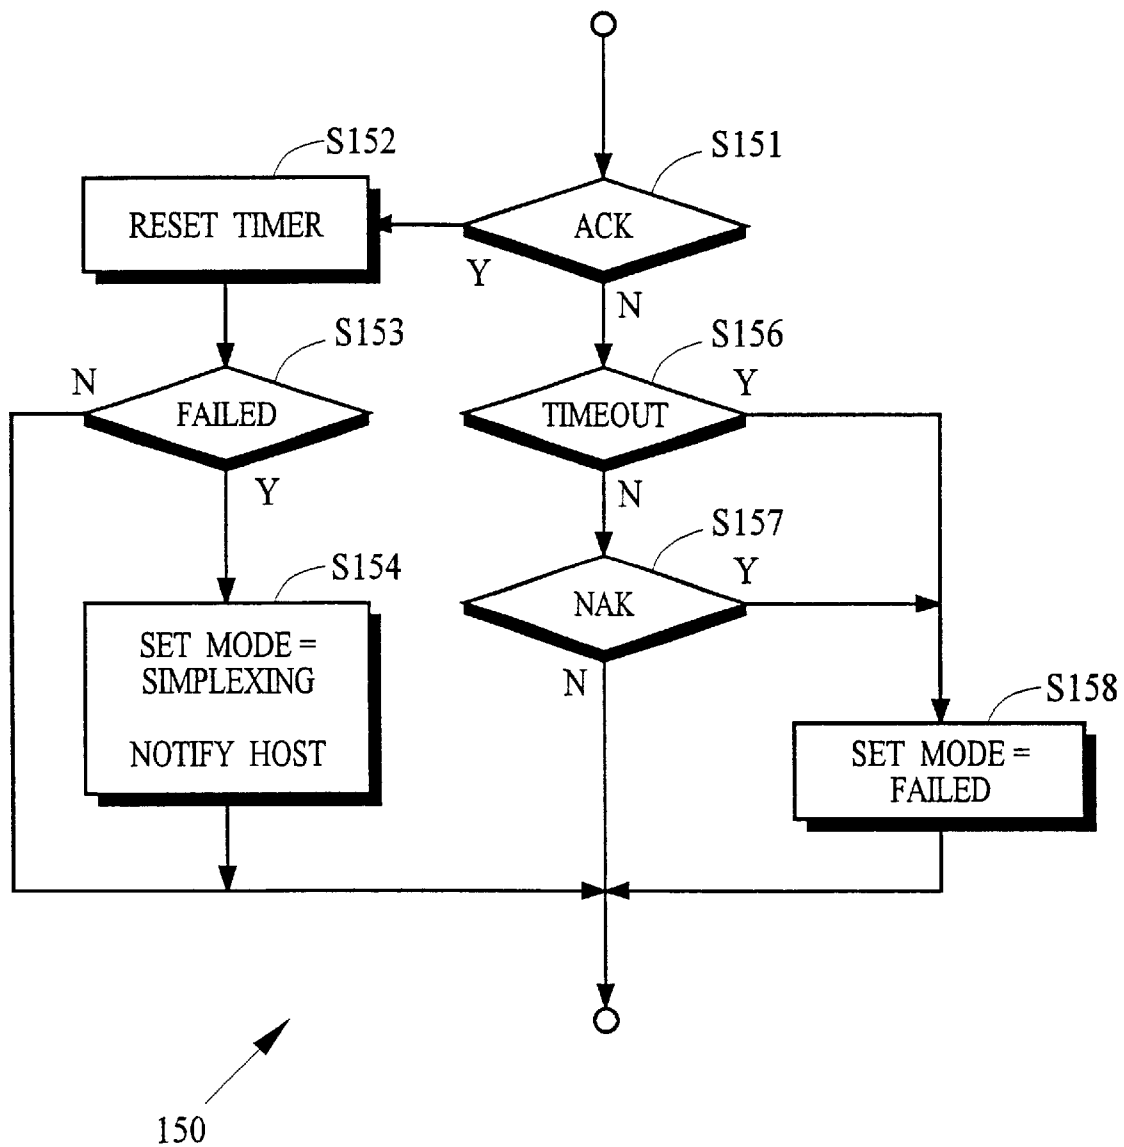 S152
S151
RESET TIMER
ACK
Y
N
S153
S156
N
Y
FAILED
TIMEOUT
Y
N
S157
S154
Y
NAK
SET MODE =
SIMPLEXING
NOTIFY HOST
N
S158
SET MODE =
FAILED
150